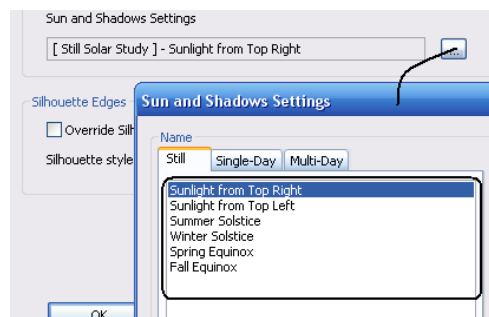 Sun and Shadows Settings
[ Still Solar Study ] - Sunlight from Top Right
...
Silhouette Edges
Sun and Shadows Settings
Override Silh
Name
Silhouette style
Still Single-Day Multi-Day
Sunlight from Top Right
Sunlight from Top Left
Summer Solstice
Winter Solstice
Spring Equinox
Fall Equinox
OK